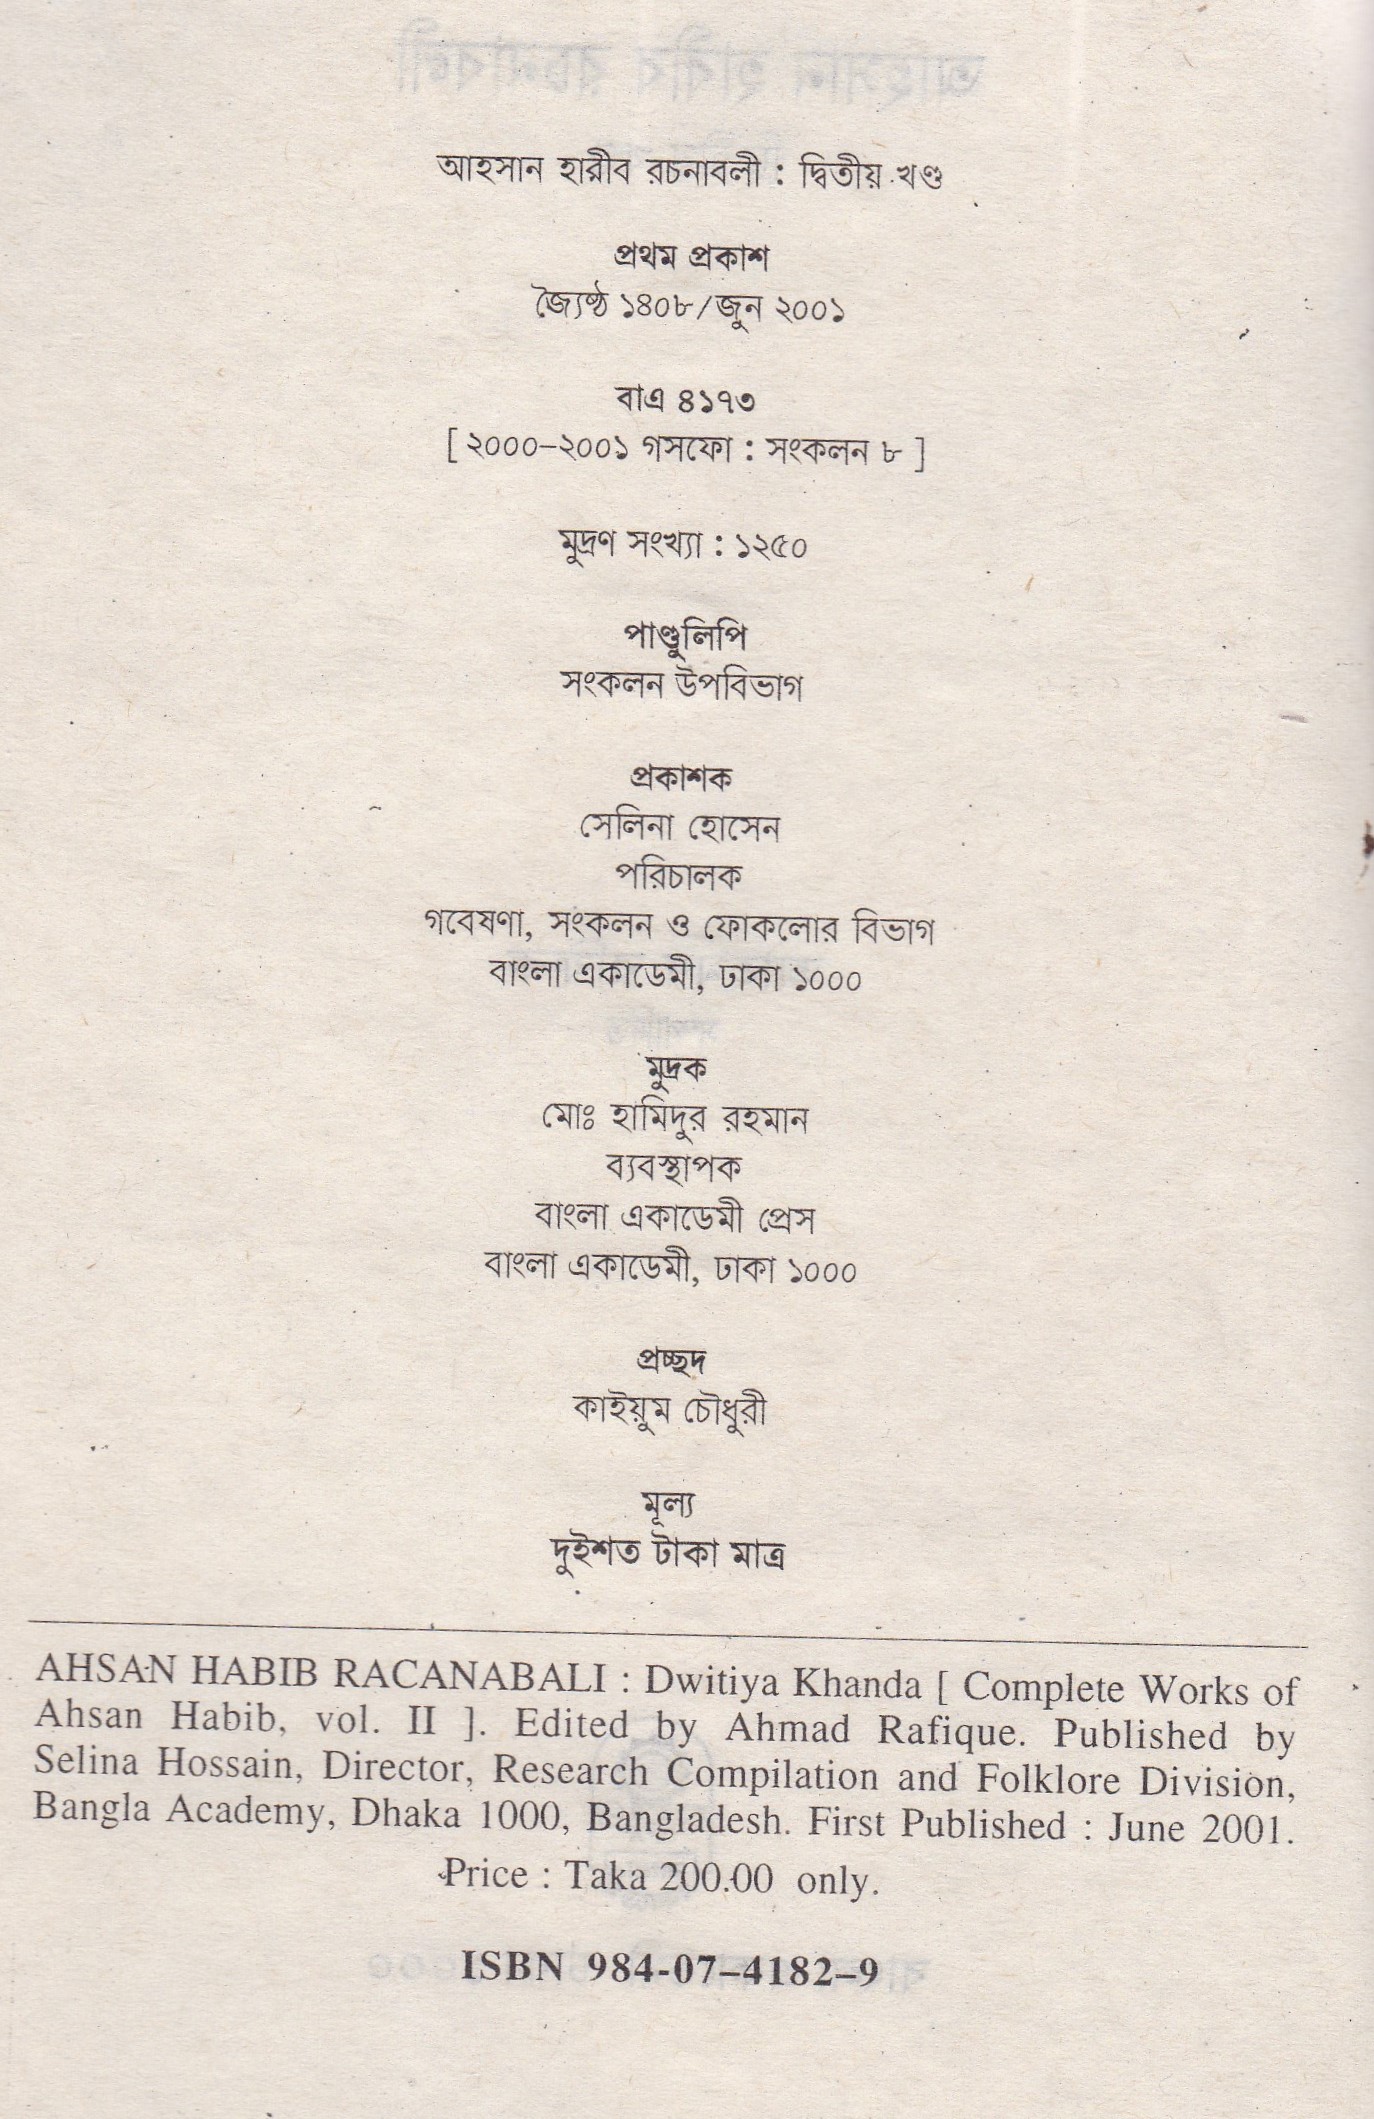 আহসান হাবীব রচনাবলী : দ্বিতীয় খণ্ড
প্রথম প্রকাশ
জ্যৈষ্ঠ ১৪০৮/জুন ২০০১
বাএ ৪১৭৩
[ ২০০০–২০০১ গসফো : সংকলন ৮ ]
মুদ্রণ সংখ্যা : ১২৫০
পাণ্ডুলিপি
সংকলন উপবিভাগ
প্রকাশক
সেলিনা হোসেন
পরিচালক
গবেষণা, সংকলন ও ফোকলোর বিভাগ
বাংলা একাডেমী, ঢাকা ১০০০
মুদ্রক
মোঃ হামিদুর রহমান
ব্যবস্থাপক
বাংলা একাডেমী প্রেস
বাংলা একাডেমী, ঢাকা ১০০০
প্রচ্ছদ
কাইয়ুম চৌধুরী
মূল্য
দুইশত টাকা মাত্র
AHSAN HABIB RACANABALI : Dwitiya Khanda [ Complete Works of
Ahsan Habib, vol. II ]. Edited by Ahmad Rafique. Published by
Selina Hossain, Director, Research Compilation and Folklore Division,
Bangla Academy, Dhaka 1000, Bangladesh. First Published : June 2001.
Price : Taka 200.00 only.
ISBN 984-07–4182–9